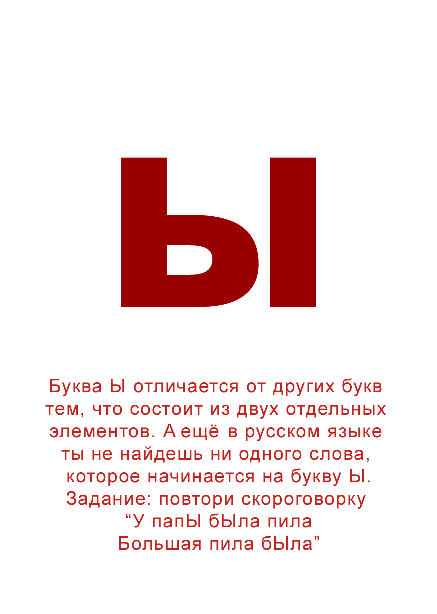 Ы
Буква Ы отличается от других букв
тем, что состоит из двух отдельных
элементов. А ещё в русском языке
ты не найдешь ни одного слова,
которое начинается на букву Ы.
Задание: повтори скороговорку
“У папЫ бЫла пила
Большая пила бЫла”